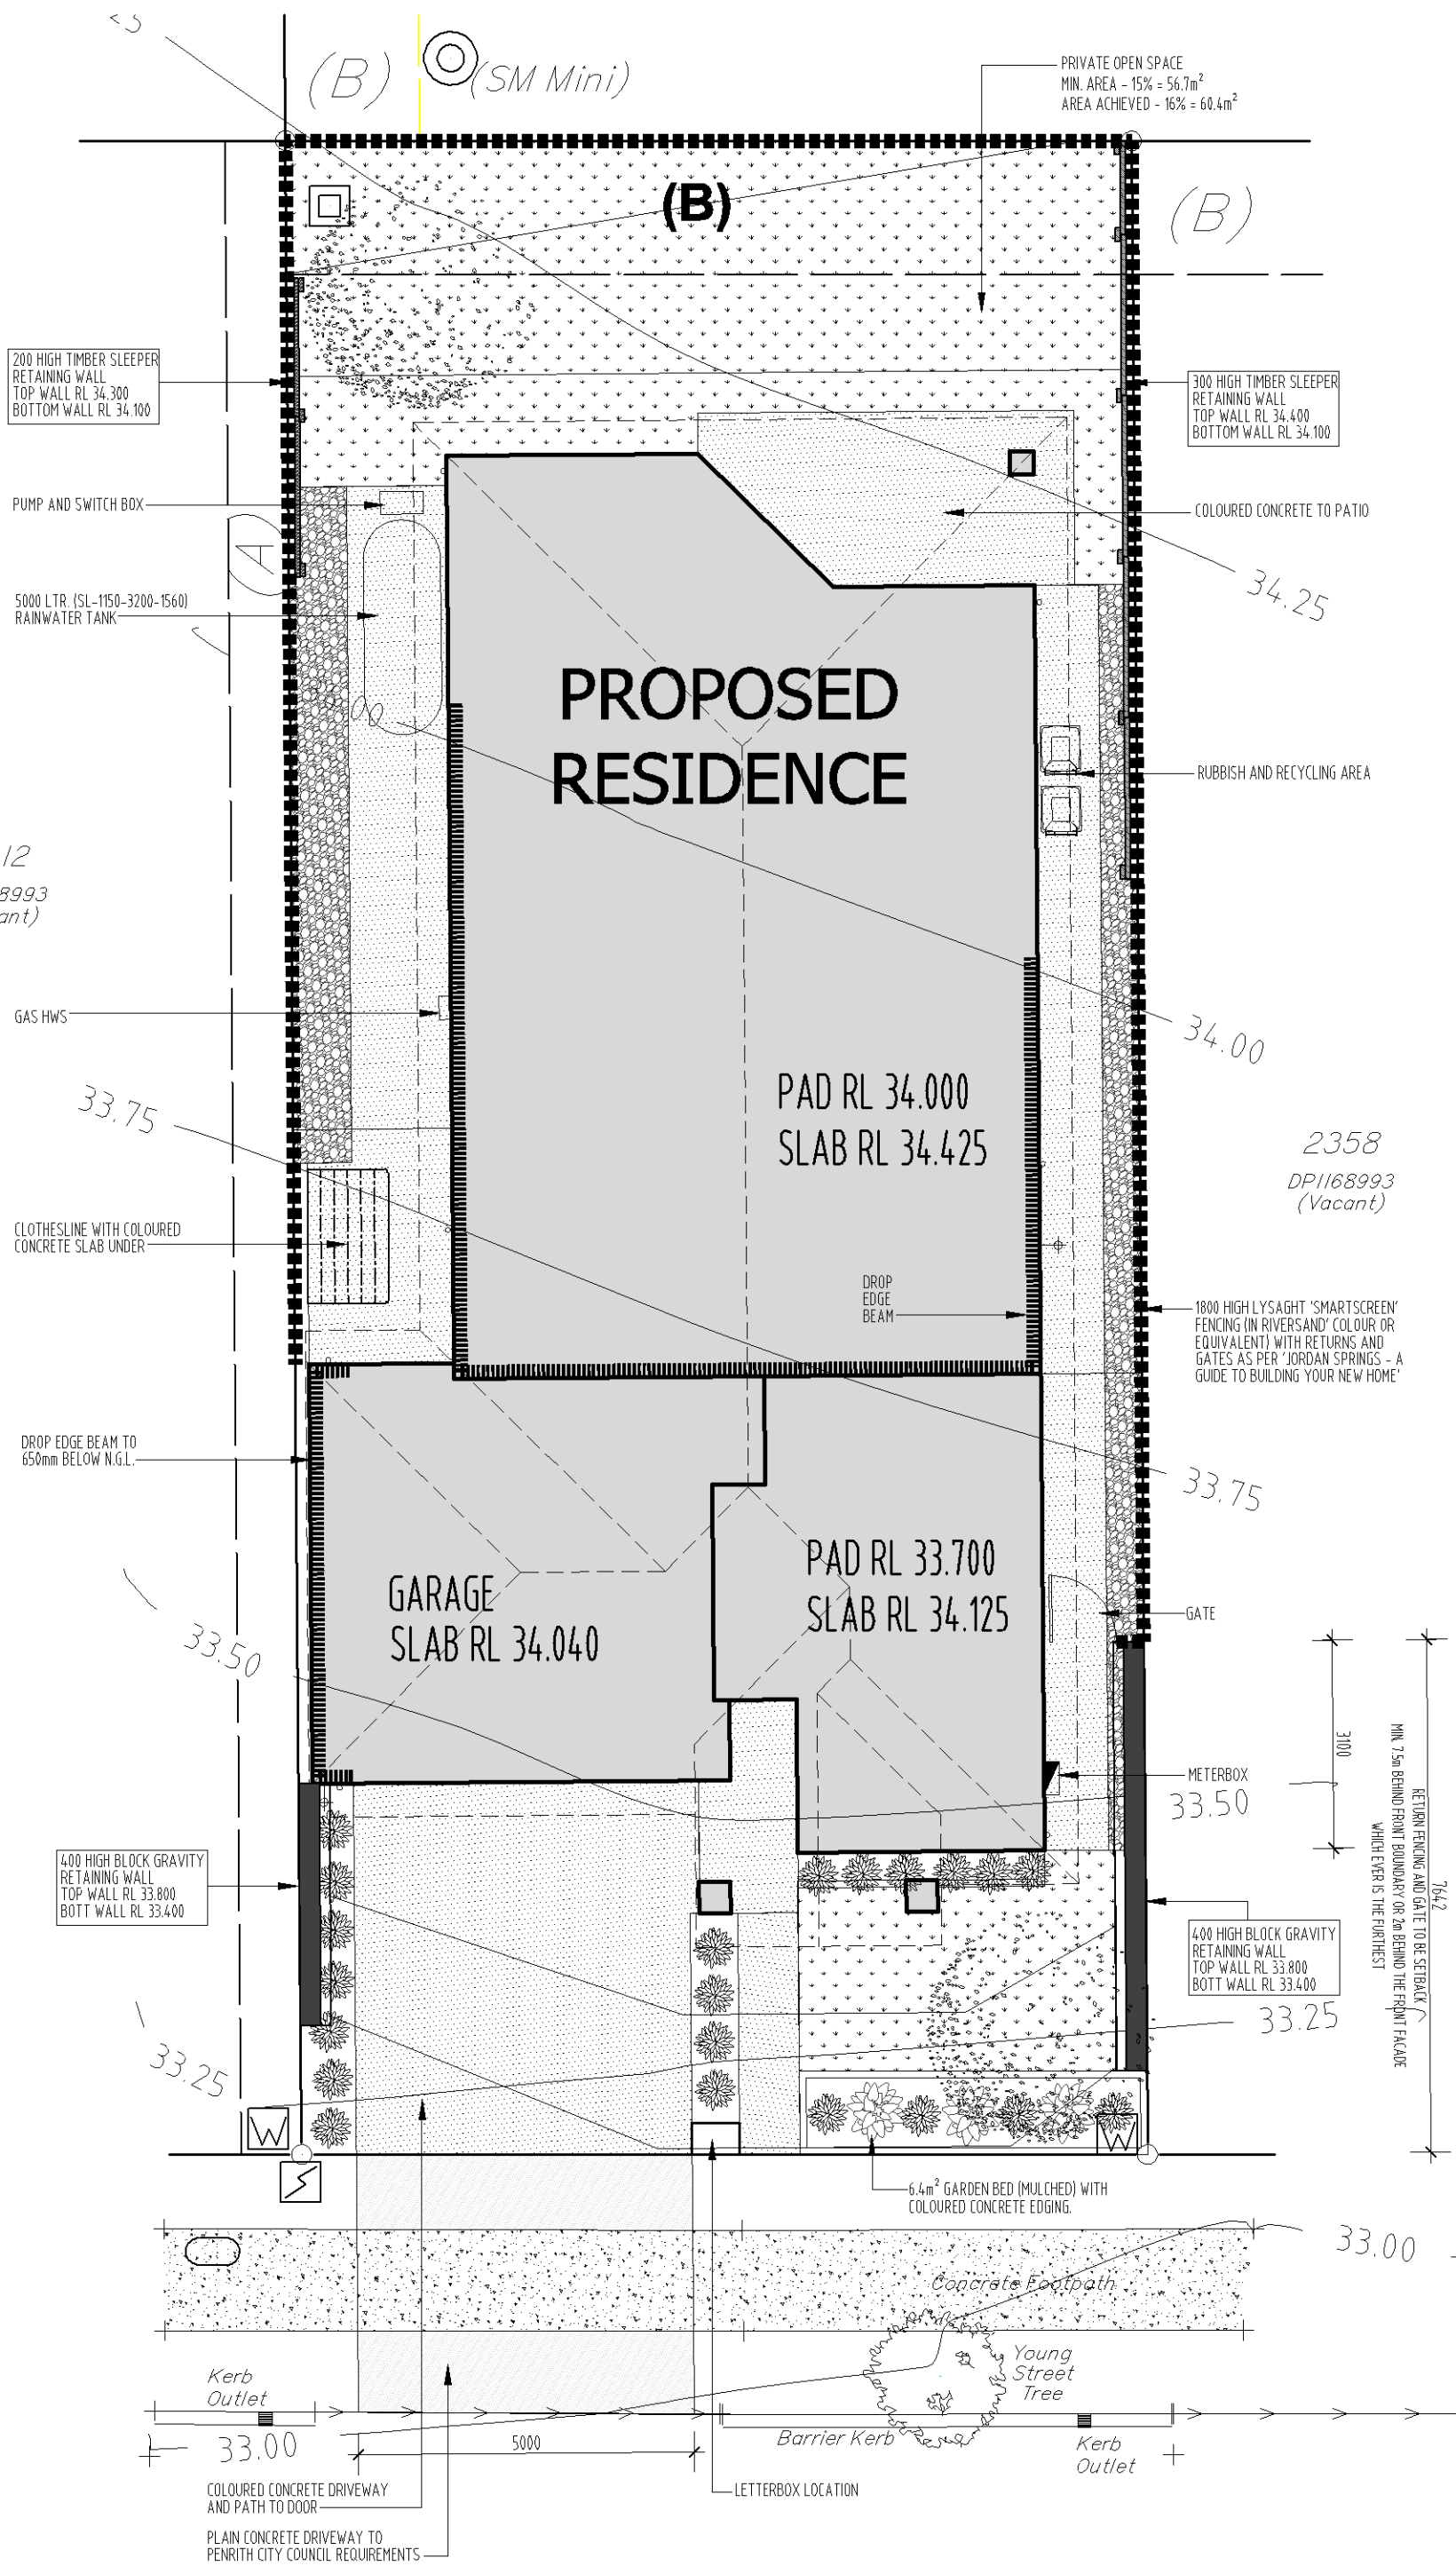 (B)
(SM Mini)
PRIVATE OPEN SPACE
MIN. AREA - 15% = 56.7m²
AREA ACHIEVED - 16% = 60.4m²
(B)
(B)
200 HIGH TIMBER SLEEPER
RETAINING WALL
TOP WALL RL 34.300
BOTTOM WALL RL 34.100
300 HIGH TIMBER SLEEPER
RETAINING WALL
TOP WALL RL 34.400
BOTTOM WALL RL 34.100
PUMP AND SWITCH BOX
COLOURED CONCRETE TO PATIO
(A)
34.25
5000 LTR. (SL-1150-3200-1560)
RAINWATER TANK
PROPOSED
RESIDENCE
RUBBISH AND RECYCLING AREA
12
8993
ant)
GAS HWS
34.00
33.75
PAD RL 34.000
SLAB RL 34.425
2358
DP1168993
(Vacant)
CLOTHESLINE WITH COLOURED
CONCRETE SLAB UNDER
DROP
EDGE
BEAM
1800 HIGH LYSAGHT 'SMARTSCREEN'
FENCING (IN RIVERSAND' COLOUR OR
EQUIVALENT) WITH RETURNS AND
GATES AS PER 'JORDAN SPRINGS - A
GUIDE TO BUILDING YOUR NEW HOME'
DROP EDGE BEAM TO
650mm BELOW N.G.L.
33.75
GARAGE
SLAB RL 34.040
PAD RL 33.700
SLAB RL 34.125
GATE
33.50
3100
METERBOX
33.50
7642
RETURN FENCING AND GATE TO BE SETBACK
MIN. 7.5m BEHIND FRONT BOUNDARY OR 2m BEHIND THE FRONT FACADE
WHICH EVER IS THE FURTHEST
400 HIGH BLOCK GRAVITY
RETAINING WALL
TOP WALL RL 33.800
BOTT WALL RL 33.400
400 HIGH BLOCK GRAVITY
RETAINING WALL
TOP WALL RL 33.800
BOTT WALL RL 33.400
33.25
33.25
W
W
6.4m² GARDEN BED (MULCHED) WITH
COLOURED CONCRETE EDGING.
33.00
Concrete Footpath
Young
Street
Tree
Kerb
Outlet
33.00
5000
Barrier Kerb
Kerb
Outlet
COLOURED CONCRETE DRIVEWAY
AND PATH TO DOOR
LETTERBOX LOCATION
PLAIN CONCRETE DRIVEWAY TO
PENRITH CITY COUNCIL REQUIREMENTS